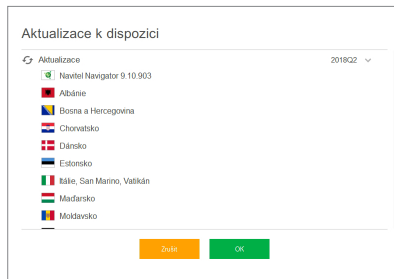 Aktualizace k dispozici
Aktualizace 2018Q2
Navitel Navigator 9.10.903
Albánie
Bosna a Hercegovina
Chorvatsko
Dánsko
Estonsko
Itálie, San Marino, Vatikán
Maďarsko
Moldavsko
Zrušit OK